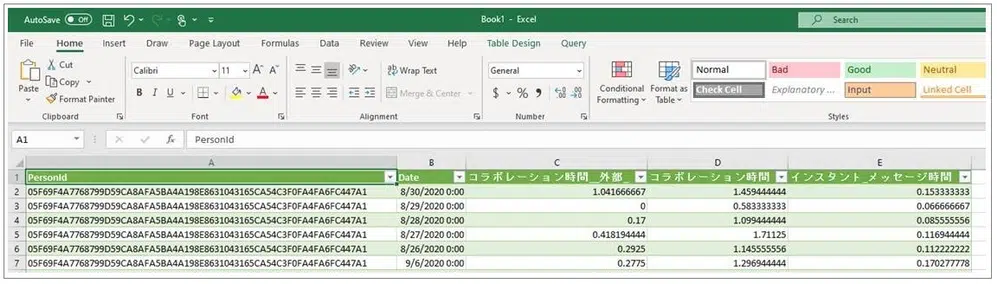 AutoSave Off Book1 - Excel Search
File Home Insert Draw Page Layout Formulas Data Review View Help Table Design Query
Cut Calibri 11 A A Wrap Text General Normal Bad Good Neutral
Paste Copy Format Painter B I U A Merge & Center $ % , Conditional Formatting Format as Table Check Cell Explanatory ... Input Linked Cell
Clipboard Font Alignment Number Styles
A1 fx PersonId
A B C D E
1 PersonId Date コラボレーション時間__外部_ コラボレーション時間 インスタント_メッセージ時間
2 05F69F4A7768799D59CA8AFA5BA4A198E8631043165CA54C3F0FA4FA6FC447A1 8/30/2020 0:00 1.041666667 1.459444444 0.153333333
3 05F69F4A7768799D59CA8AFA5BA4A198E8631043165CA54C3F0FA4FA6FC447A1 8/29/2020 0:00 0 0.583333333 0.066666667
4 05F69F4A7768799D59CA8AFA5BA4A198E8631043165CA54C3F0FA4FA6FC447A1 8/28/2020 0:00 0.17 1.099444444 0.085555556
5 05F69F4A7768799D59CA8AFA5BA4A198E8631043165CA54C3F0FA4FA6FC447A1 8/27/2020 0:00 0.418194444 1.71125 0.116944444
6 05F69F4A7768799D59CA8AFA5BA4A198E8631043165CA54C3F0FA4FA6FC447A1 8/26/2020 0:00 0.2925 1.145555556 0.112222222
7 05F69F4A7768799D59CA8AFA5BA4A198E8631043165CA54C3F0FA4FA6FC447A1 9/6/2020 0:00 0.2775 1.296944444 0.170277778